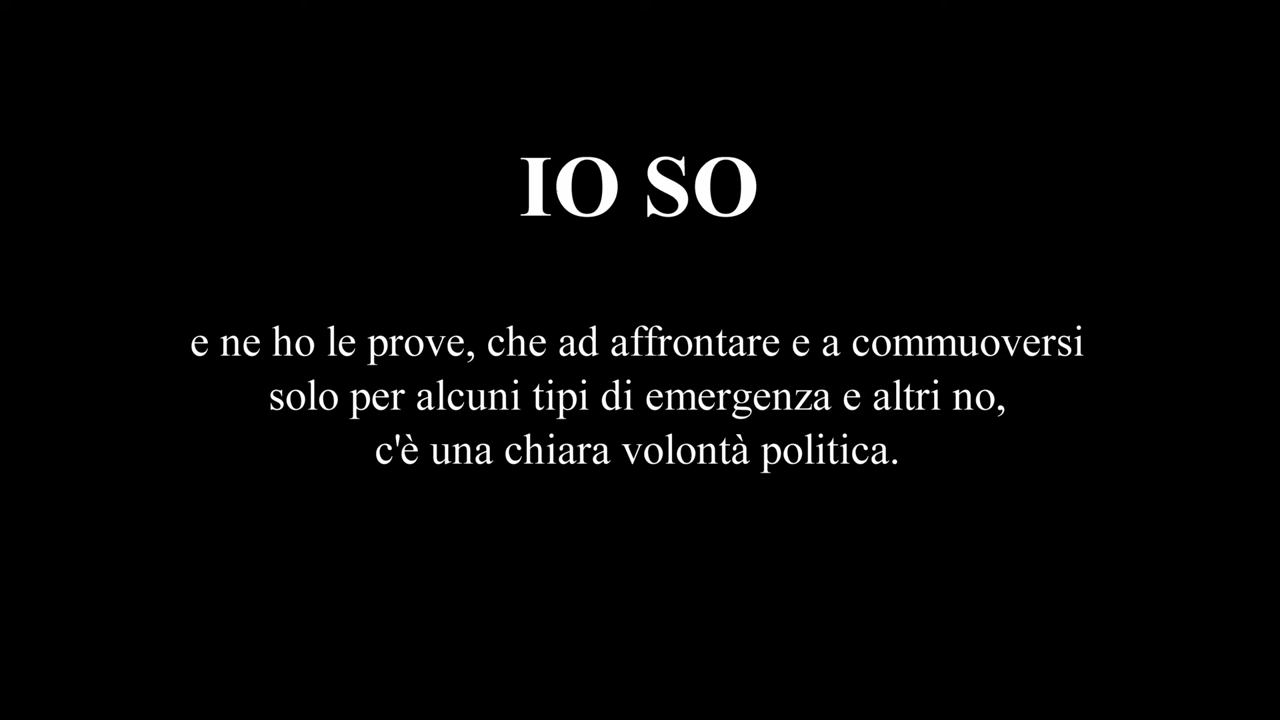 IO SO
e ne ho le prove, che ad affrontare e a commuoversi
solo per alcuni tipi di emergenza e altri no,
c'è una chiara volontà politica.